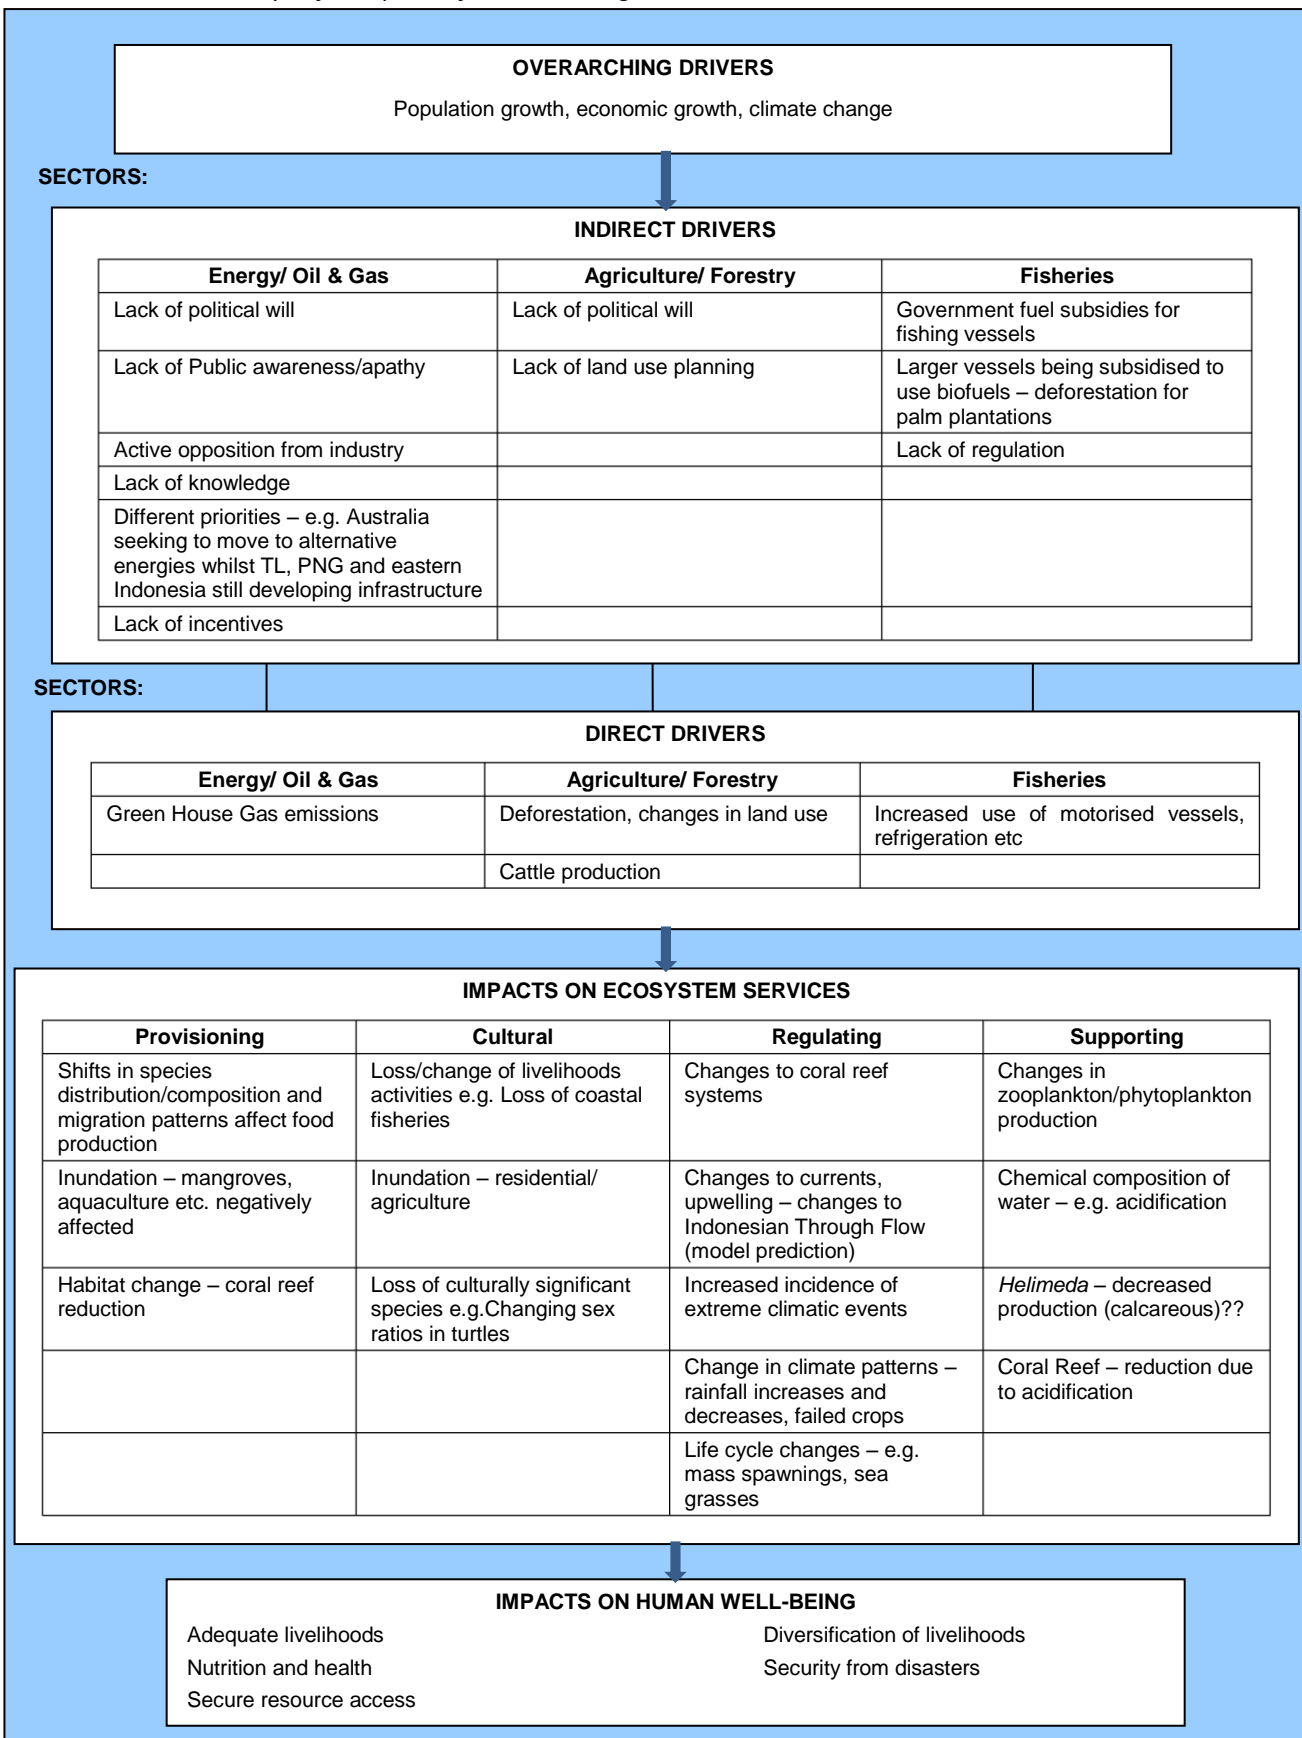 OVERARCHING DRIVERS
Population growth, economic growth, climate change
SECTORS:
INDIRECT DRIVERS
Energy/ Oil & Gas
Agriculture/ Forestry
Fisheries
Lack of political will
Lack of political will
Government fuel subsidies for
fishing vessels
Lack of Public awareness/apathy
Lack of land use planning
Larger vessels being subsidised to
use biofuels – deforestation for
palm plantations
Active opposition from industry
Lack of regulation
Lack of knowledge
Different priorities – e.g. Australia
seeking to move to alternative
energies whilst TL, PNG and eastern
Indonesia still developing infrastructure
Lack of incentives
SECTORS:
DIRECT DRIVERS
Energy/ Oil & Gas
Agriculture/ Forestry
Fisheries
Green House Gas emissions
Deforestation, changes in land use
Increased use of motorised vessels,
refrigeration etc
Cattle production
IMPACTS ON ECOSYSTEM SERVICES
Provisioning
Cultural
Regulating
Supporting
Shifts in species
distribution/composition and
migration patterns affect food
production
Loss/change of livelihoods
activities e.g. Loss of coastal
fisheries
Changes to coral reef
systems
Changes in
zooplankton/phytoplankton
production
Inundation – mangroves,
aquaculture etc. negatively
affected
Inundation – residential/
agriculture
Changes to currents,
upwelling – changes to
Indonesian Through Flow
(model prediction)
Chemical composition of
water – e.g. acidification
Habitat change – coral reef
reduction
Loss of culturally significant
species e.g.Changing sex
ratios in turtles
Increased incidence of
extreme climatic events
Helimeda – decreased
production (calcareous)??
Change in climate patterns –
rainfall increases and
decreases, failed crops
Coral Reef – reduction due
to acidification
Life cycle changes – e.g.
mass spawnings, sea
grasses
IMPACTS ON HUMAN WELL-BEING
Adequate livelihoods
Diversification of livelihoods
Nutrition and health
Security from disasters
Secure resource access